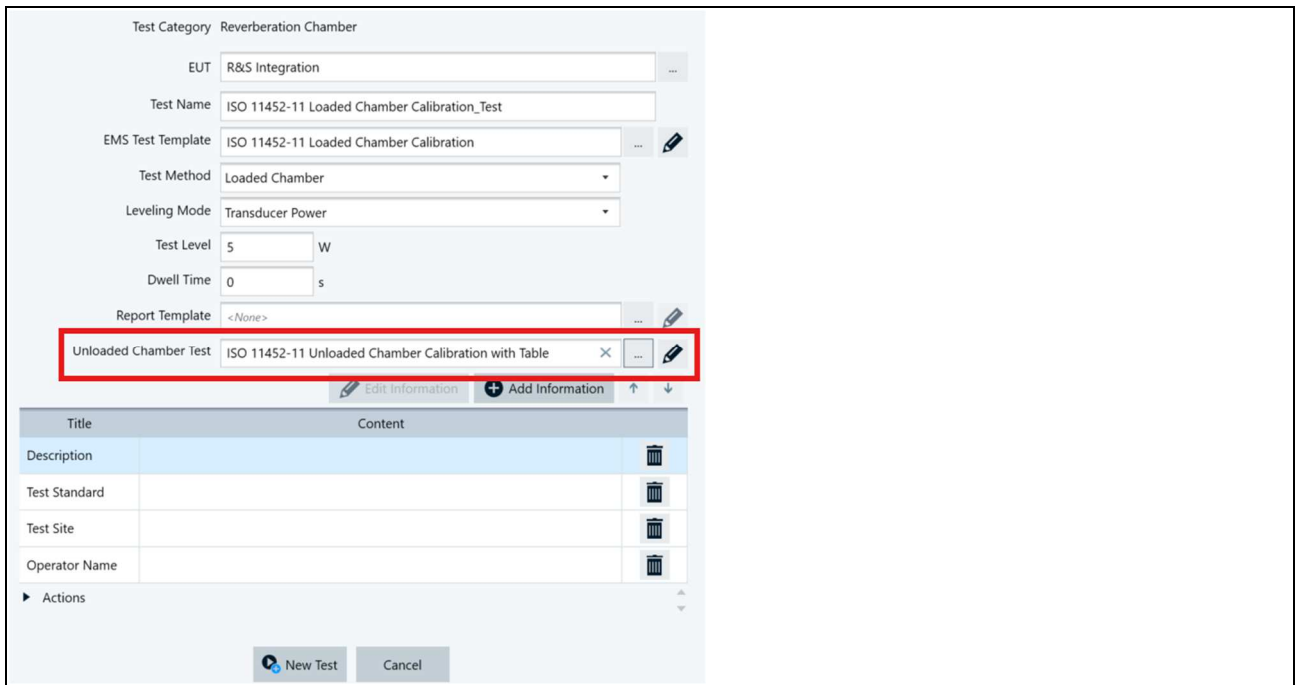 Test Category Reverberation Chamber
EUT R&S Integration ...
Test Name ISO 11452-11 Loaded Chamber Calibration_Test
EMS Test Template ISO 11452-11 Loaded Chamber Calibration ...
Test Method Loaded Chamber
Leveling Mode Transducer Power
Test Level 5 W
Dwell Time 0 s
Report Template <None> ...
Unloaded Chamber Test ISO 11452-11 Unloaded Chamber Calibration with Table ...
Edit Information Add Information
Title Content
Description
Test Standard
Test Site
Operator Name
Actions
New Test Cancel